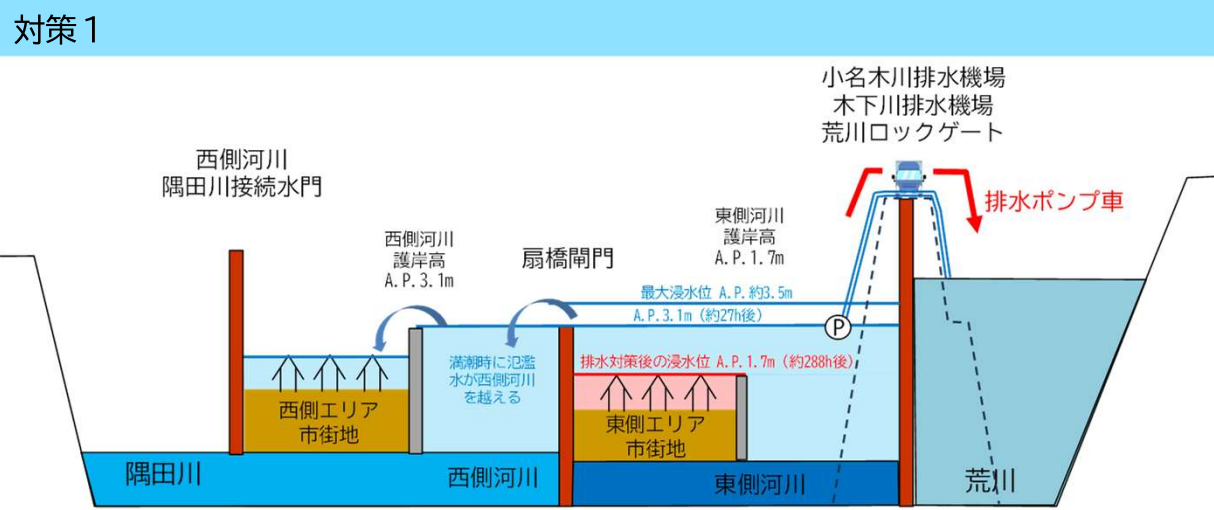 対策１
小名木川排水機場
木下川排水機場
荒川ロックゲート
西側河川
隅田川接続水門
排水ポンプ車
西側河川
護岸高
A.P.3.1m
扇橋閘門
東側河川
護岸高
A.P.1.7m
最大浸水位 A.P.約3.5m
A.P.3.1m（約27h後）
P
満潮時に氾濫
水が西側河川
を越える
排水対策後の浸水位 A.P.1.7m（約288h後）
西側エリア
市街地
東側エリア
市街地
隅田川
西側河川
東側河川
荒川